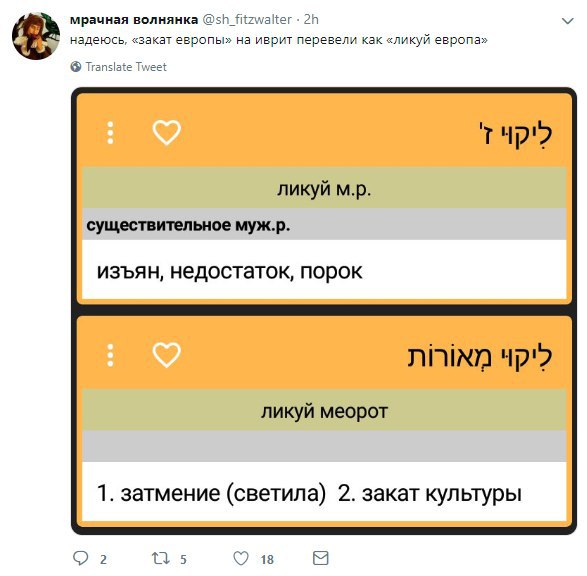 мрачная волнянка @sh_fitzwalter · 2h
надеюсь, «закат европы» на иврит перевели как «ликуй европа»
Translate Tweet
לִיקוּי ז'
ликуй м.р.
существительное муж.р.
изъян, недостаток, порок
לִיקוּי מְאוֹרוֹת
ликуй меорот
1. затмение (светила) 2. закат культуры
2 5 18